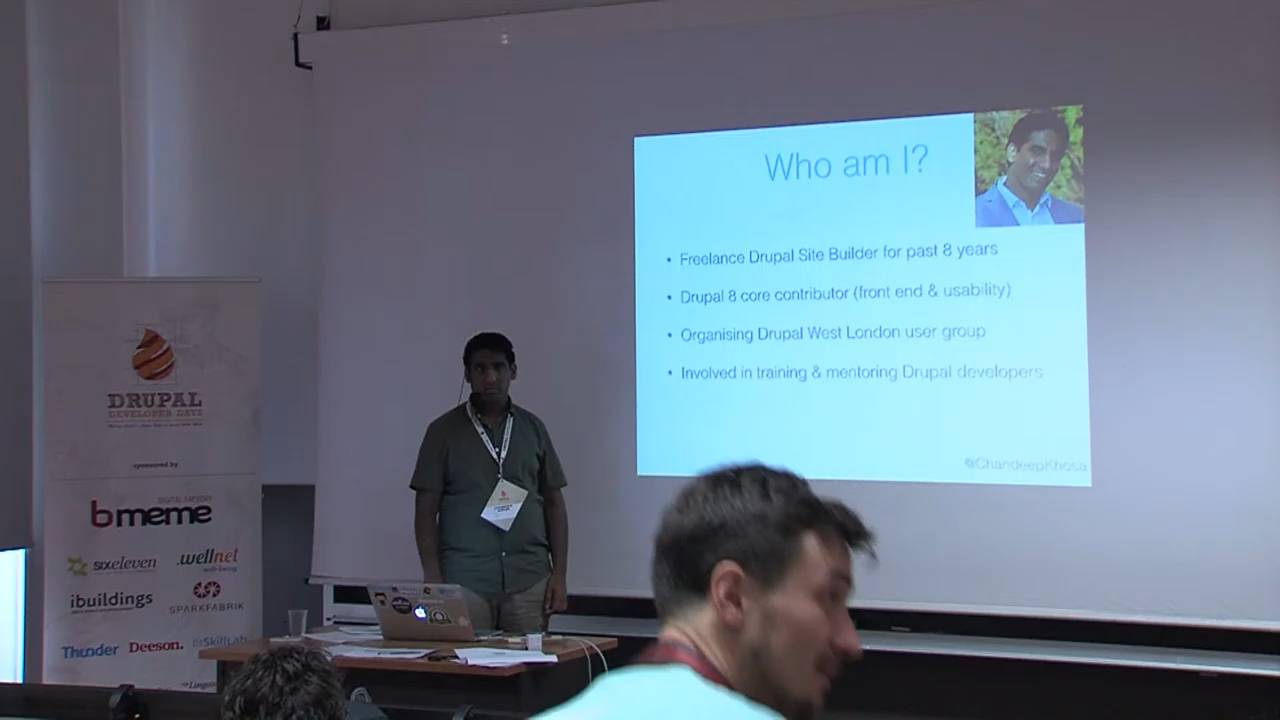 Who am I?
• Freelance Drupal Site Builder for past 8 years
• Drupal 8 core contributor (front end & usability)
• Organising Drupal West London user group
• Involved in training & mentoring Drupal developers
@ChandeepKhosa
DRUPAL
DEVELOPER DAYS
sponsored by
DIGITAL FACTORY
bmeme
sixeleven
.wellnet
ibuildings
SPARKFABRIK
Thunder
Deeson.
SkillLab